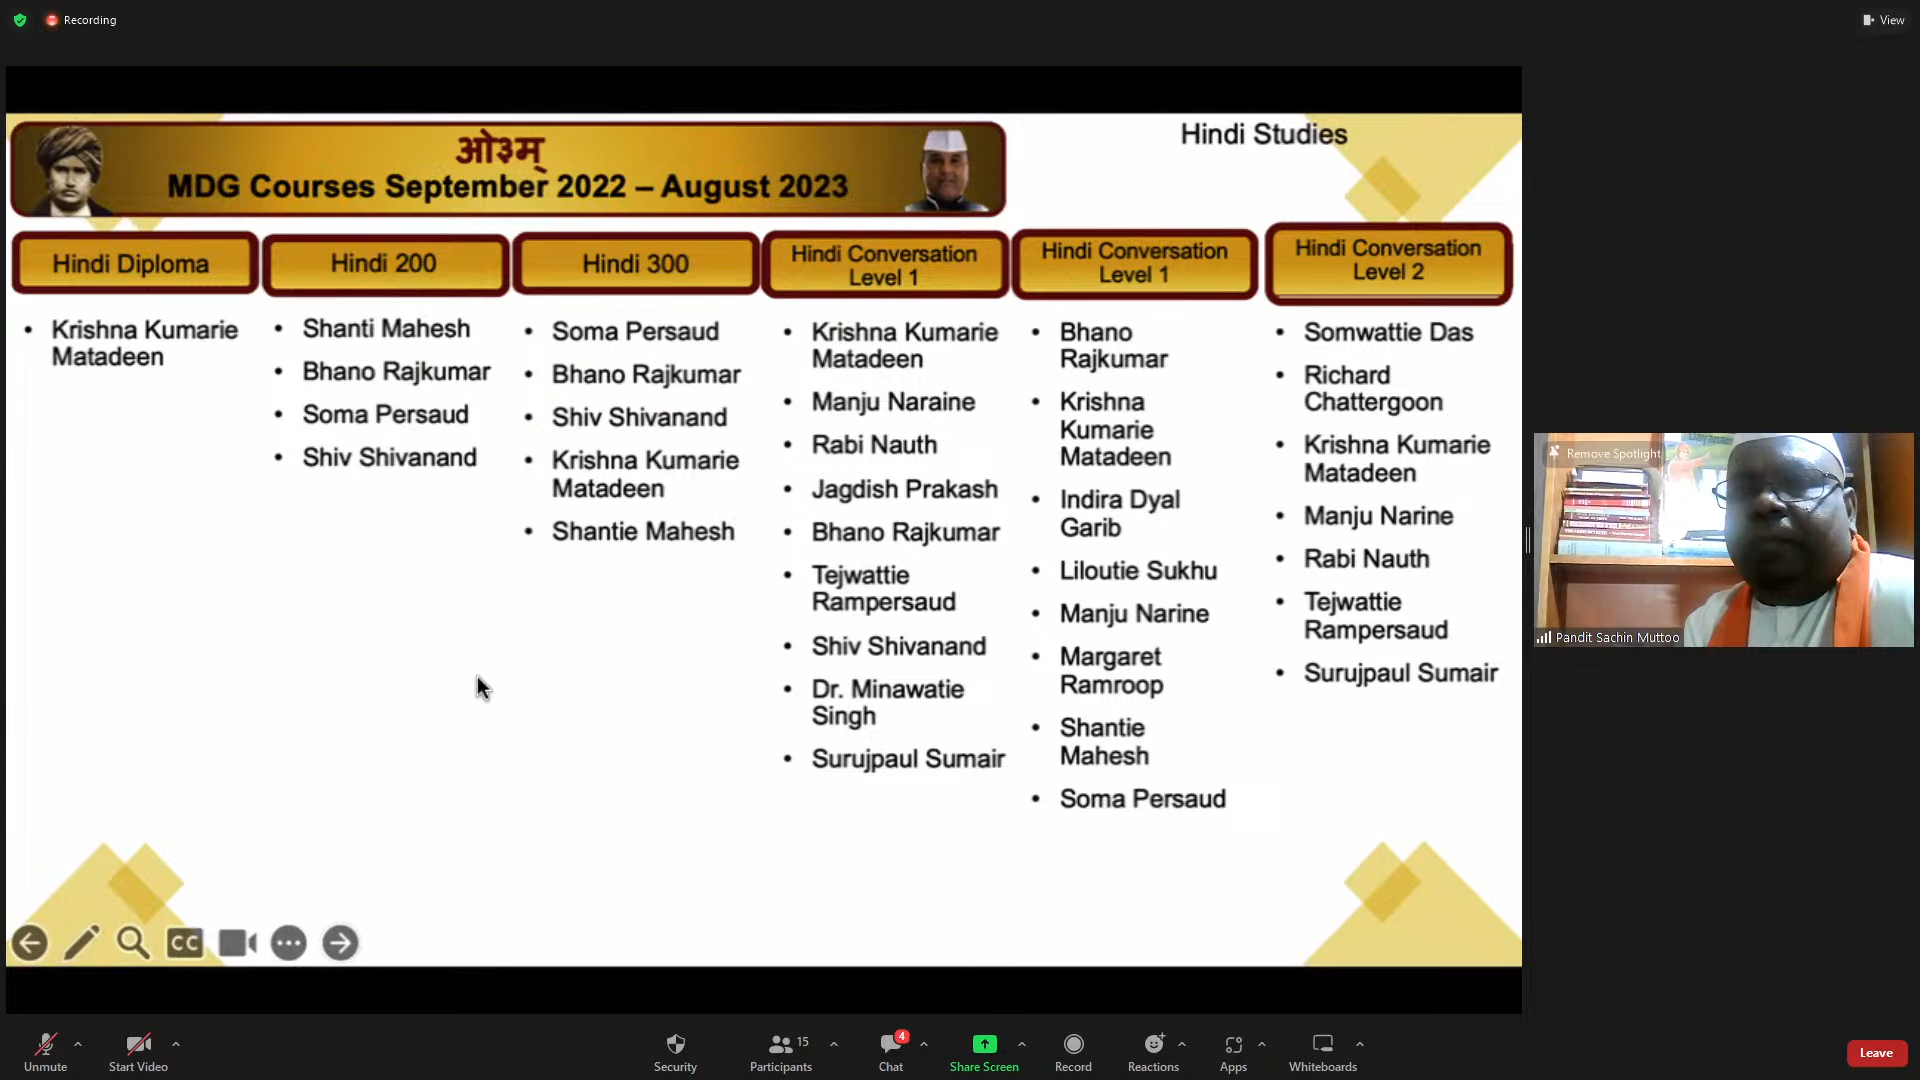 Recording
View
ओ३म्
MDG Courses September 2022 – August 2023
Hindi Studies
Hindi Diploma
Krishna Kumarie
Matadeen
Hindi 200
Shanti Mahesh
Bhano Rajkumar
Soma Persaud
Shiv Shivanand
Hindi 300
Soma Persaud
Bhano Rajkumar
Shiv Shivanand
Krishna Kumarie
Matadeen
Shantie Mahesh
Hindi Conversation
Level 1
Krishna Kumarie
Matadeen
Manju Naraine
Rabi Nauth
Jagdish Prakash
Bhano Rajkumar
Tejwattie
Rampersaud
Shiv Shivanand
Dr. Minawatie
Singh
Surujpaul Sumair
Hindi Conversation
Level 1
Bhano
Rajkumar
Krishna
Kumarie
Matadeen
Indira Dyal
Garib
Liloutie Sukhu
Manju Narine
Margaret
Ramroop
Shantie
Mahesh
Soma Persaud
Hindi Conversation
Level 2
Somwattie Das
Richard
Chattergoon
Krishna Kumarie
Matadeen
Manju Narine
Rabi Nauth
Tejwattie
Rampersaud
Surujpaul Sumair
CC
Remove Spotlight
Pandit Sachin Muttoo
Unmute
Start Video
Security
15
Participants
4
Chat
Share Screen
Record
Reactions
Apps
Whiteboards
Leave